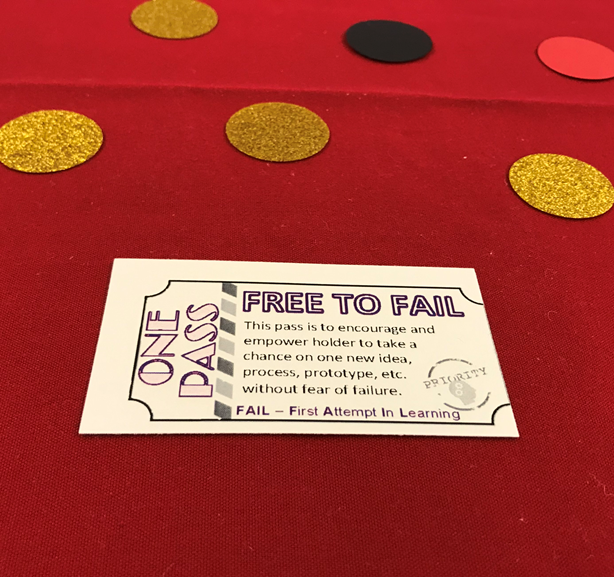 ONE
PASS
FREE TO FAIL
This pass is to encourage and
empower holder to take a
chance on one new idea,
process, prototype, etc.
without fear of failure.
FAIL – First Attempt In Learning
PRIORITY